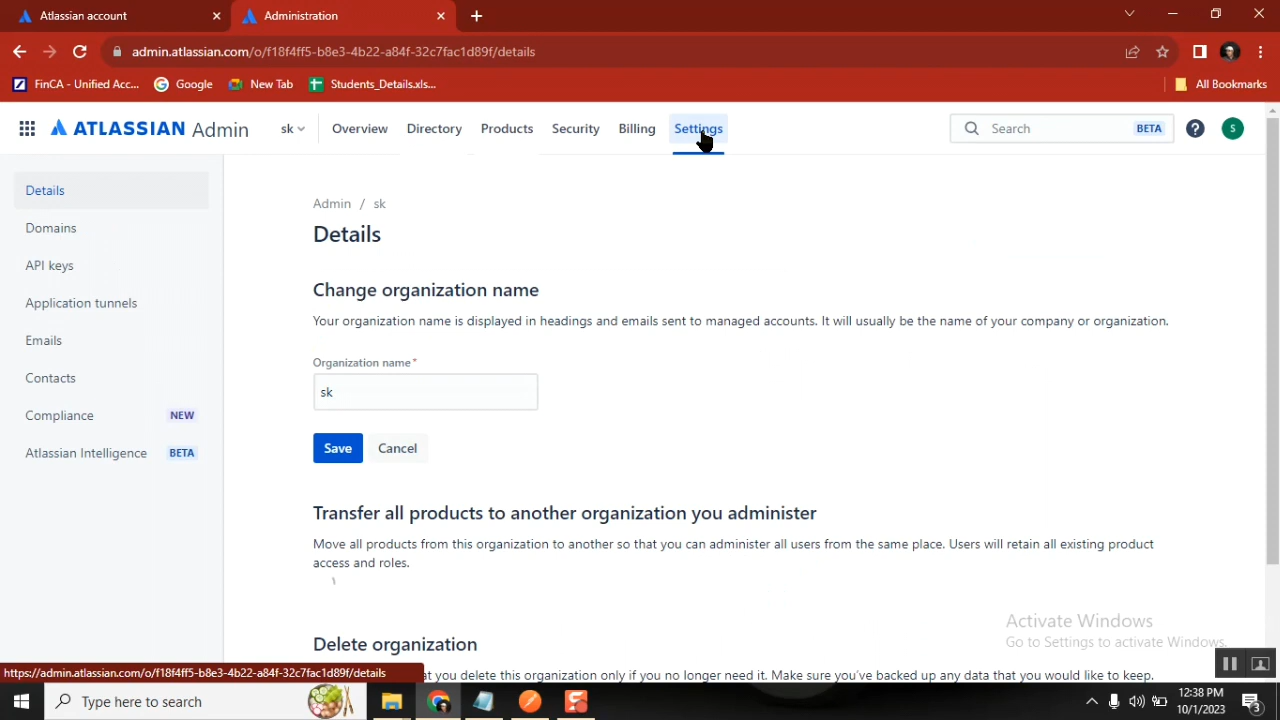 Atlassian account
Administration
admin.atlassian.com/o/f18f4ff5-b8e3-4b22-a84f-32c7fac1d89f/details
FinCA - Unified Acc...
Google
New Tab
Students_Details.xls...
All Bookmarks
ATLASSIAN Admin
sk
Overview
Directory
Products
Security
Billing
Settings
Search
BETA
S
Details
Domains
API keys
Application tunnels
Emails
Contacts
Compliance NEW
Atlassian Intelligence BETA
Admin / sk
Details
Change organization name
Your organization name is displayed in headings and emails sent to managed accounts. It will usually be the name of your company or organization.
Organization name*
sk
Save Cancel
Transfer all products to another organization you administer
Move all products from this organization to another so that you can administer all users from the same place. Users will retain all existing product
access and roles.
Delete organization
t you delete this organization only if you no longer need it. Make sure you've backed up any data that you would like to keep.
Activate Windows
Go to Settings to activate Windows.
https://admin.atlassian.com/o/f18f4ff5-b8e3-4b22-a84f-32c7fac1d89f/details
Type here to search
12:38 PM
10/1/2023
3